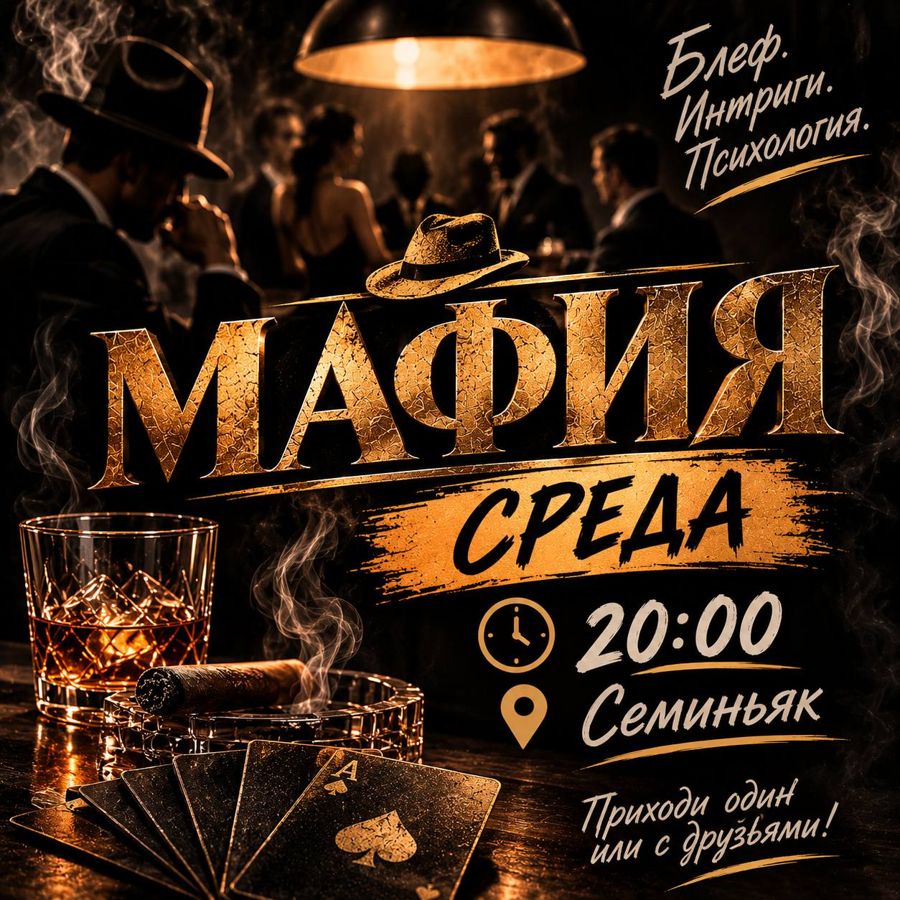 Блеф.
Интриги.
Психология.
МАФИЯ
СРЕДА
20:00
Семиньяк
A
Приходи один
или с друзьями!